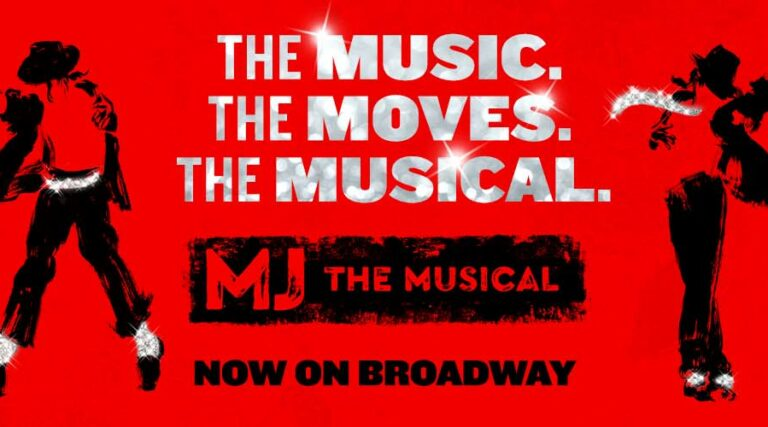 THE MUSIC.
THE MOVES.
THE MUSICAL.
MJ THE MUSICAL
NOW ON BROADWAY